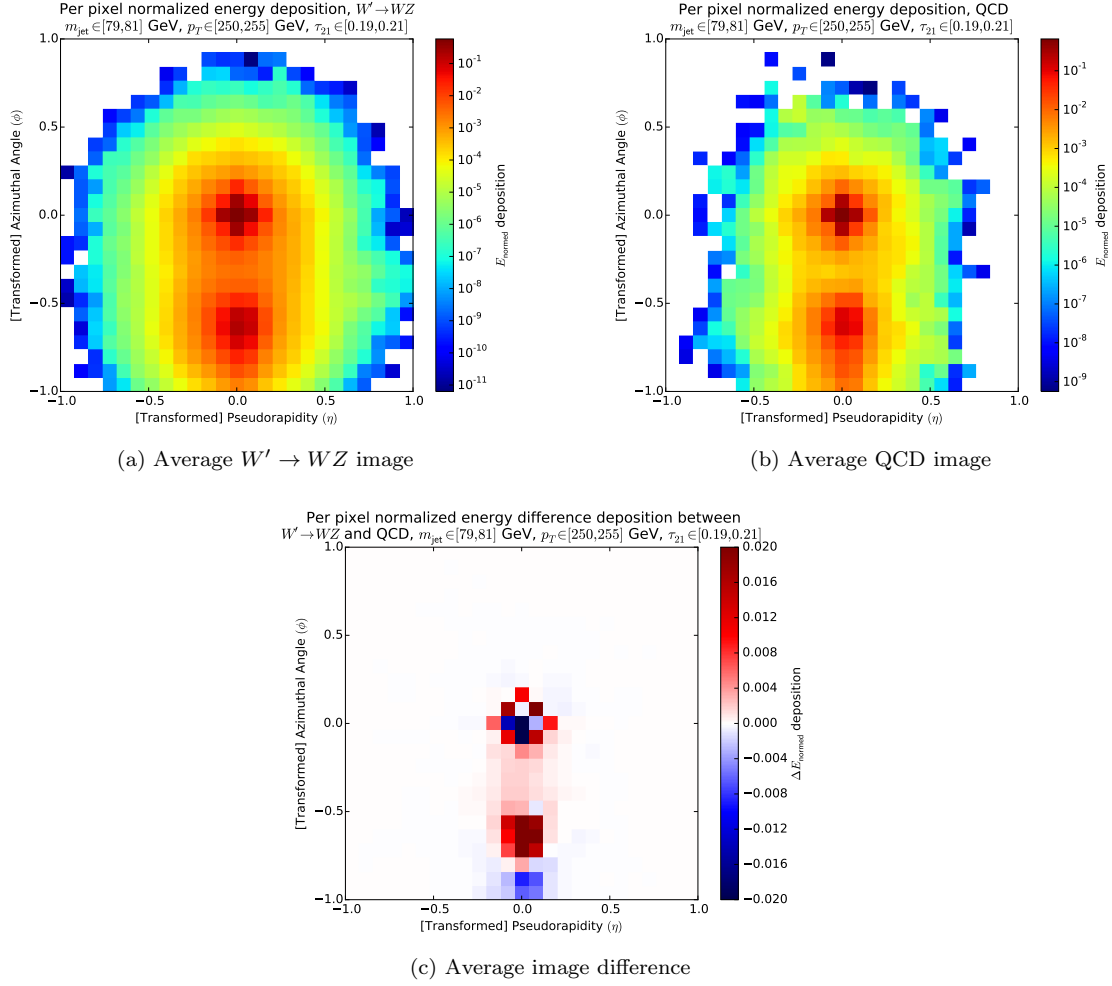 Per pixel normalized energy deposition, W′→WZ
m_jet∈[79,81] GeV, p_T∈[250,255] GeV, τ_21∈[0.19,0.21]
1.0
0.5
0.0
−0.5
−1.0
[Transformed] Azimuthal Angle (ϕ)
−1.0 −0.5 0.0 0.5 1.0
[Transformed] Pseudorapidity (η)
10^-1
10^-2
10^-3
10^-4
10^-5
10^-6
10^-7
10^-8
10^-9
10^-10
10^-11
E_normed deposition
(a) Average W′ → WZ image
Per pixel normalized energy deposition, QCD
m_jet∈[79,81] GeV, p_T∈[250,255] GeV, τ_21∈[0.19,0.21]
1.0
0.5
0.0
−0.5
−1.0
[Transformed] Azimuthal Angle (ϕ)
−1.0 −0.5 0.0 0.5 1.0
[Transformed] Pseudorapidity (η)
10^-1
10^-2
10^-3
10^-4
10^-5
10^-6
10^-7
10^-8
10^-9
E_normed deposition
(b) Average QCD image
Per pixel normalized energy difference deposition between
W′→WZ and QCD, m_jet∈[79,81] GeV, p_T∈[250,255] GeV, τ_21∈[0.19,0.21]
1.0
0.5
0.0
−0.5
−1.0
[Transformed] Azimuthal Angle (ϕ)
−1.0 −0.5 0.0 0.5 1.0
[Transformed] Pseudorapidity (η)
0.020
0.016
0.012
0.008
0.004
0.000
−0.004
−0.008
−0.012
−0.016
−0.020
ΔE_normed deposition
(c) Average image difference